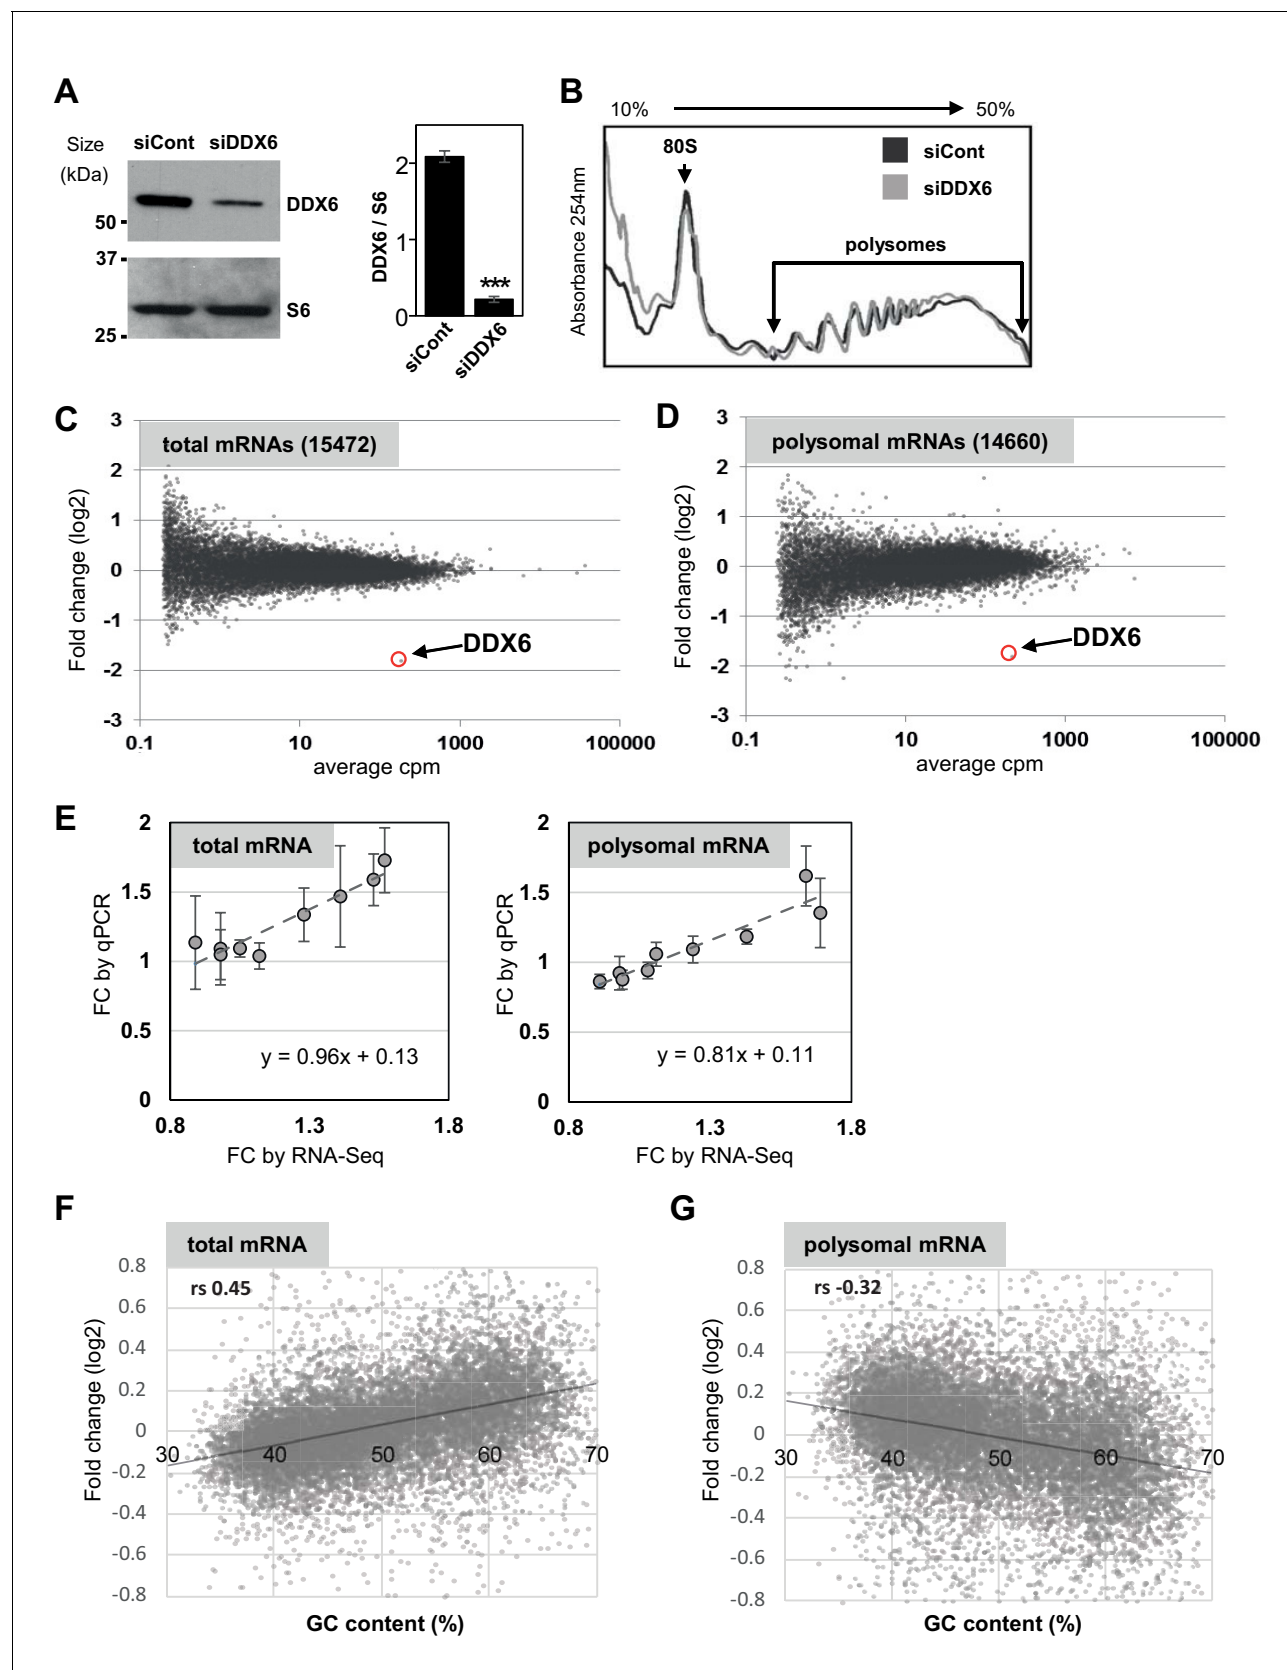 A
Size
(kDa)
siCont siDDX6
DDX6
50
37
S6
25
DDX6 / S6
2
1
0
***
siCont
siDDX6
B
10% 50%
Absorbance 254nm
80S
siCont
siDDX6
polysomes
C
total mRNAs (15472)
Fold change (log2)
3
2
1
0
-1
-2
-3
DDX6
0.1 10 1000 100000
average cpm
D
polysomal mRNAs (14660)
Fold change (log2)
3
2
1
0
-1
-2
-3
DDX6
0.1 10 1000 100000
average cpm
E
total mRNA
FC by qPCR
2
1.5
1
0.5
0
y = 0.96x + 0.13
0.8 1.3 1.8
FC by RNA-Seq
polysomal mRNA
FC by qPCR
2
1.5
1
0.5
0
y = 0.81x + 0.11
0.8 1.3 1.8
FC by RNA-Seq
F
total mRNA
rs 0.45
Fold change (log2)
0.8
0.6
0.4
0.2
0
-0.2
-0.4
-0.6
-0.8
30 40 50 60 70
GC content (%)
G
polysomal mRNA
rs -0.32
Fold change (log2)
0.8
0.6
0.4
0.2
0
-0.2
-0.4
-0.6
-0.8
30 40 50 60 70
GC content (%)